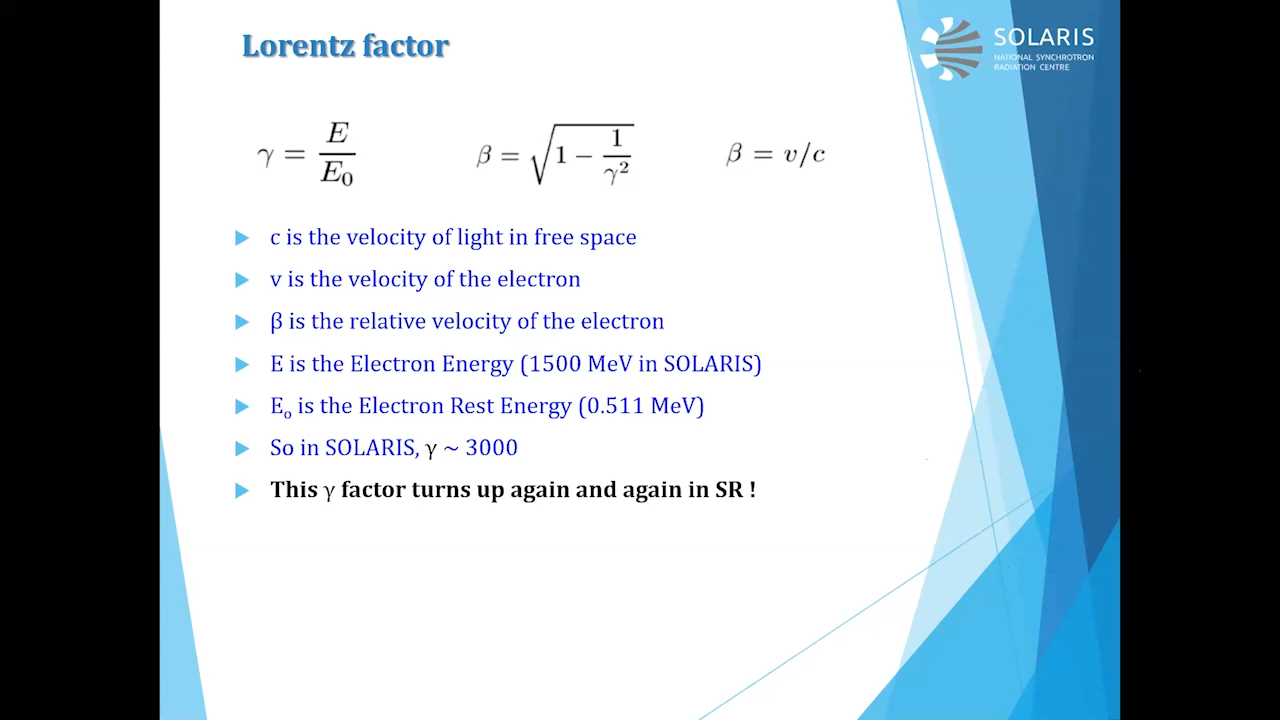 Lorentz factor
SOLARIS
NATIONAL SYNCHROTRON
RADIATION CENTRE
γ = E/E₀
β = √(1 − 1/γ²)
β = v/c
c is the velocity of light in free space
v is the velocity of the electron
β is the relative velocity of the electron
E is the Electron Energy (1500 MeV in SOLARIS)
Eₒ is the Electron Rest Energy (0.511 MeV)
So in SOLARIS, γ ~ 3000
This γ factor turns up again and again in SR !